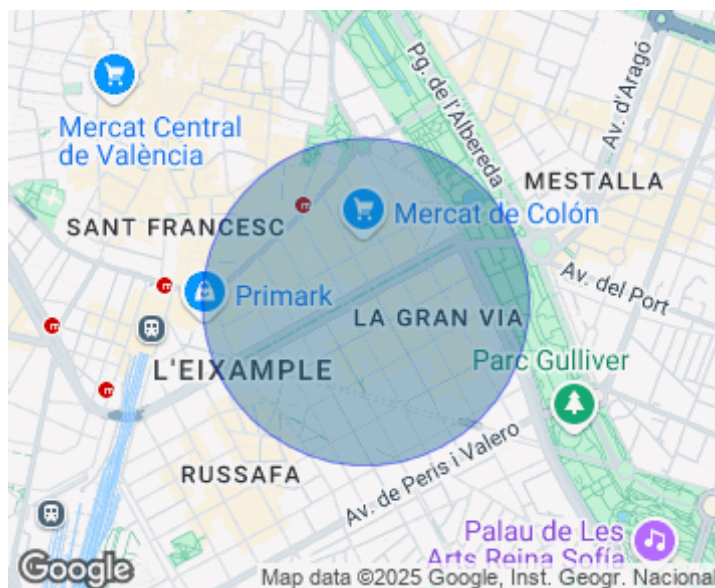 Pg. de l'Albereda
Av. d'Aragó
Mercat Central
de València
MESTALLA
SANT FRANCESC
Mercat de Colón
Av. del Port
Primark
LA GRAN VIA
L'EIXAMPLE
Parc Gulliver
RUSSAFA
Av. de Peris i Valero
Palau de Les
Arts Reina Sofía
Google
Map data ©2025 Google, Inst. Geogr. Nacional